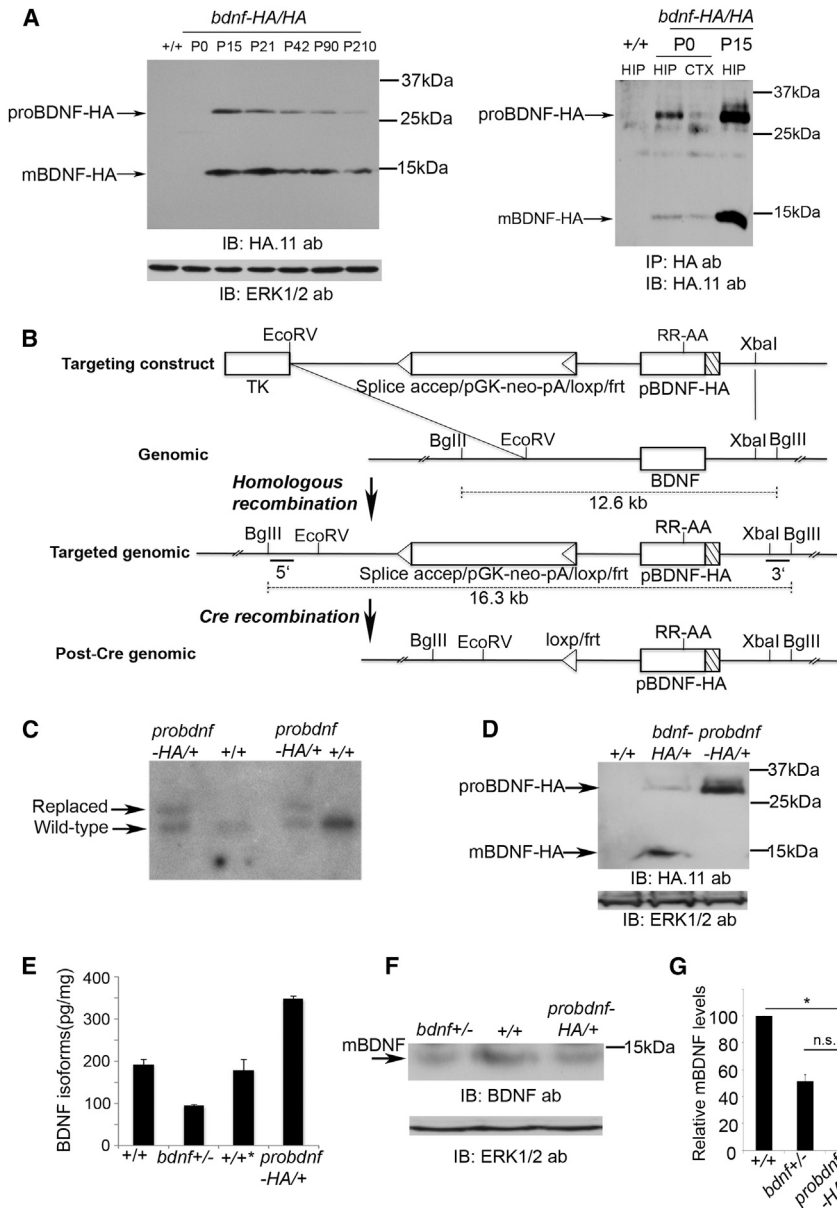 A
bdnf-HA/HA
+/+ P0 P15 P21 P42 P90 P210
37kDa
proBDNF-HA
25kDa
mBDNF-HA
15kDa
IB: HA.11 ab
IB: ERK1/2 ab
bdnf-HA/HA
+/+ P0 P15
HIP HIP CTX HIP
37kDa
proBDNF-HA
25kDa
mBDNF-HA
15kDa
IP: HA ab
IB: HA.11 ab
B
EcoRV
RR-AA
XbaI
Targeting construct
TK
Splice accep/pGK-neo-pA/loxp/frt
pBDNF-HA
BglII
EcoRV
XbaI BglII
Genomic
BDNF
Homologous
recombination
12.6 kb
BglII
EcoRV
RR-AA
XbaI BglII
Targeted genomic
5'
Splice accep/pGK-neo-pA/loxp/frt
pBDNF-HA
3'
16.3 kb
Cre recombination
BglII
EcoRV
loxp/frt
RR-AA
XbaI BglII
Post-Cre genomic
pBDNF-HA
C
probdnf
-HA/+
+/+
probdnf
-HA/+
+/+
Replaced
Wild-type
D
+/+
bdnf-
HA/+
probdnf
-HA/+
37kDa
proBDNF-HA
25kDa
mBDNF-HA
15kDa
IB: HA.11 ab
IB: ERK1/2 ab
E
BDNF isoforms(pg/mg)
400
300
200
100
0
+/+
bdnf+/-
+/+*
probdnf
-HA/+
F
bdnf+/-
+/+
probdnf-
HA/+
mBDNF
15kDa
IB: BDNF ab
IB: ERK1/2 ab
G
Relative mBDNF levels
*
n.s.
100
80
60
40
20
0
+/+
bdnf+/-
probdnf